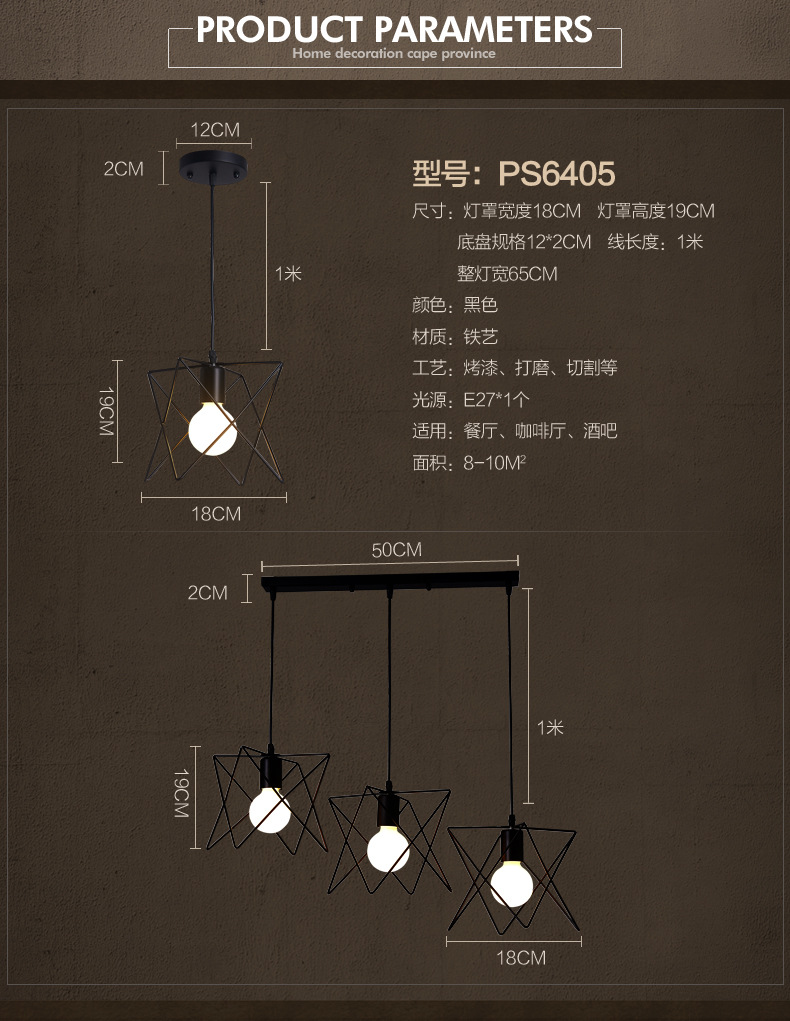 PRODUCT PARAMETERS
Home decoration cape province
12CM
2CM
1米
19CM
18CM
型号：PS6405
尺寸：灯罩宽度18CM 灯罩高度19CM
底盘规格12*2CM 线长度：1米
整灯宽65CM
颜色：黑色
材质：铁艺
工艺：烤漆、打磨、切割等
光源：E27*1个
适用：餐厅、咖啡厅、酒吧
面积：8-10M²
50CM
2CM
1米
19CM
18CM